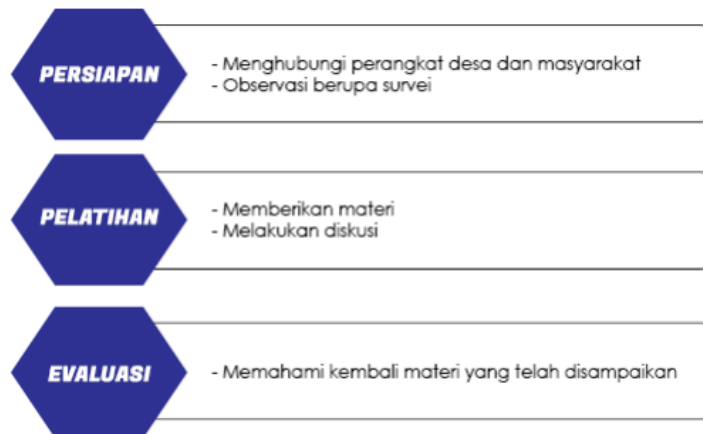 PERSIAPAN
- Menghubungi perangkat desa dan masyarakat
- Observasi berupa survei
PELATIHAN
- Memberikan materi
- Melakukan diskusi
EVALUASI
- Memahami kembali materi yang telah disampaikan